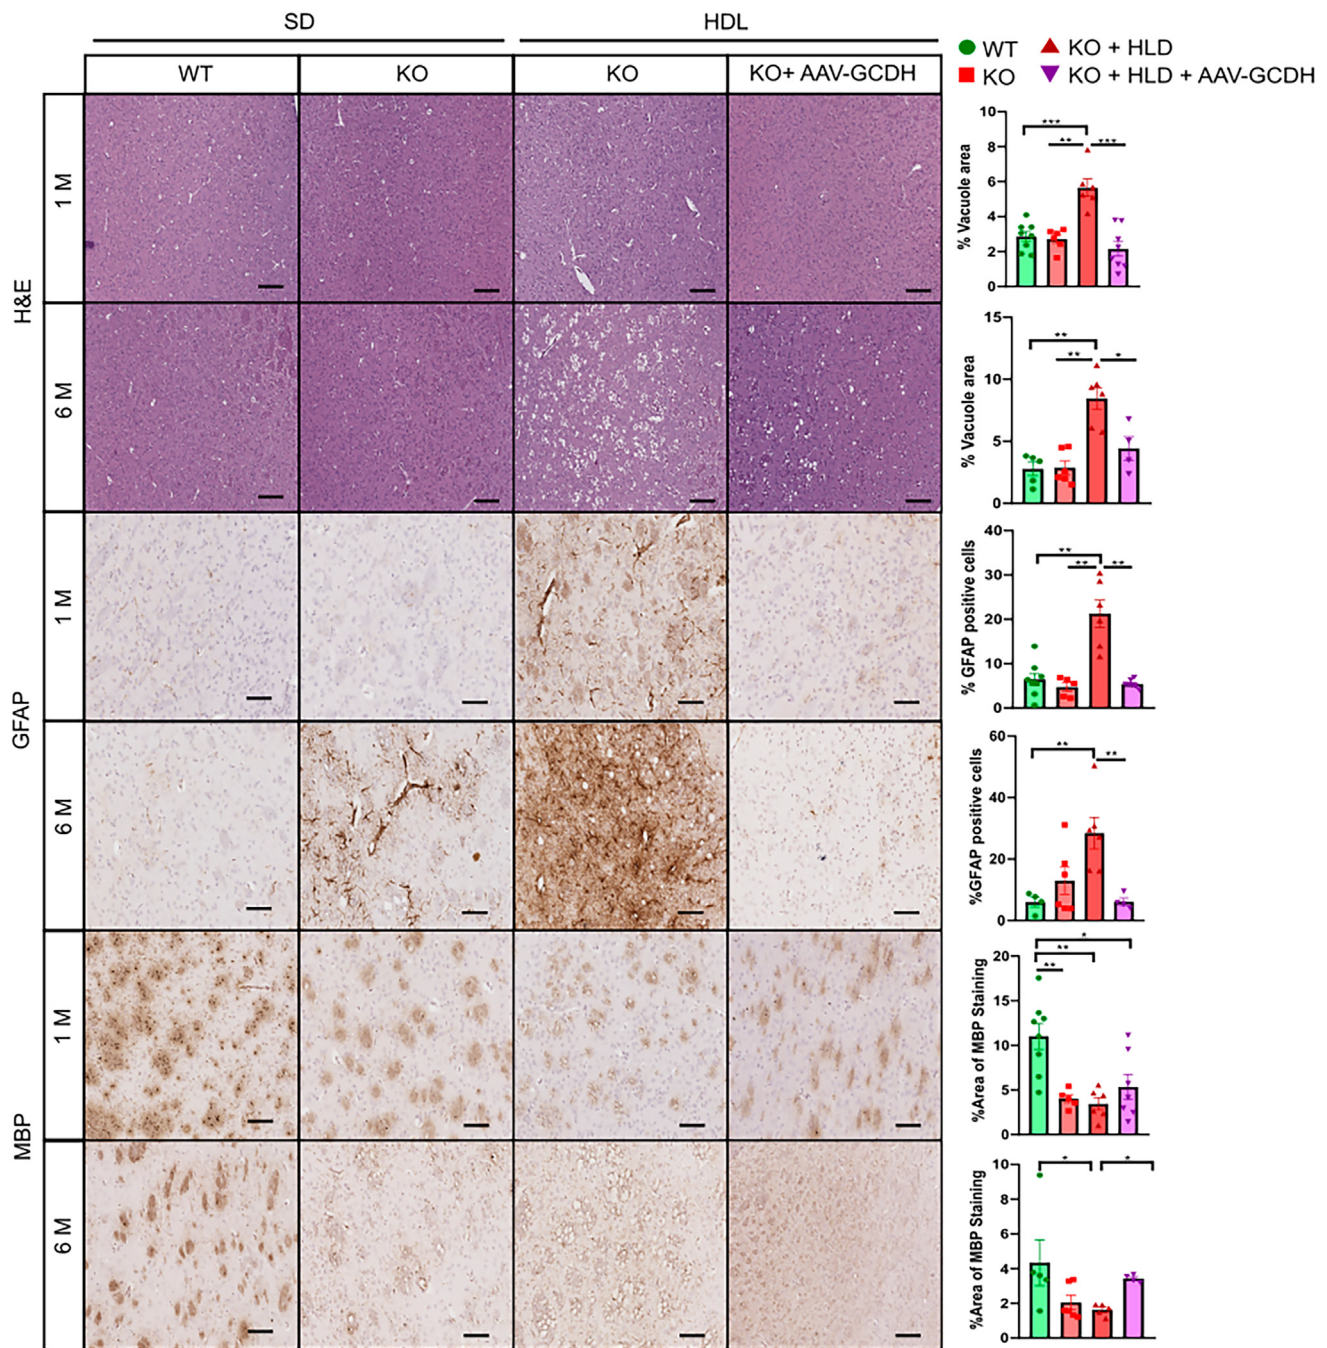 SD HDL
WT KO KO KO+ AAV-GCDH
WT KO + HLD
KO KO + HLD + AAV-GCDH
H&E
1 M
6 M
GFAP
1 M
6 M
MBP
1 M
6 M
% Vacuole area
10
8
6
4
2
0
*** ** ***
% Vacuole area
15
10
5
0
** ** *
% GFAP positive cells
40
30
20
10
0
** ** **
%GFAP positive cells
60
40
20
0
** **
%Area of MBP Staining
20
15
10
5
0
*
**
**
%Area of MBP Staining
10
8
6
4
2
0
* *